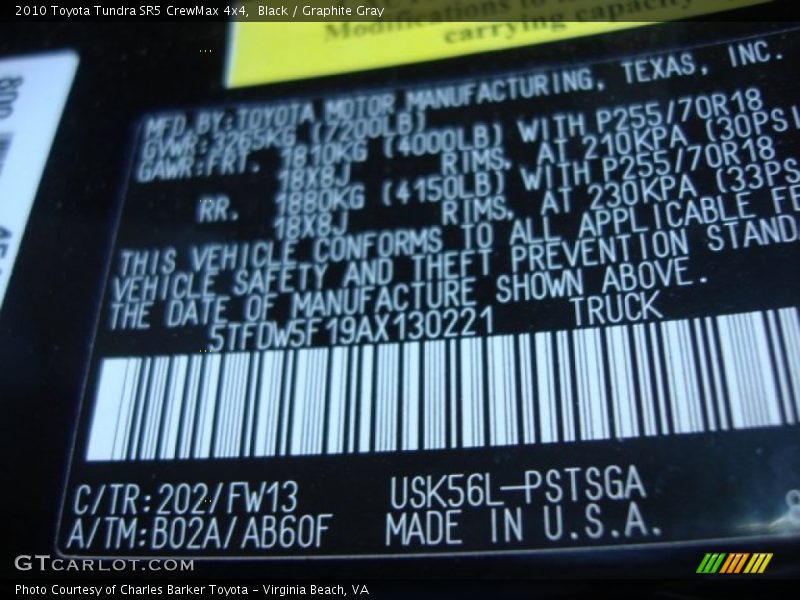 2010 Toyota Tundra SR5 CrewMax 4x4, Black / Graphite Gray
Modifications to
carrying capacity
MFD.BY:TOYOTA MOTOR MANUFACTURING, TEXAS, INC.
GVWR:3265KG (7200LB)
GAWR:FRT. 1810KG (4000LB) WITH P255/70R18
18X8J RIMS, AT 210KPA (30PSI
RR. 1880KG (4150LB) WITH P255/70R18
18X8J RIMS, AT 230KPA (33PS
THIS VEHICLE CONFORMS TO ALL APPLICABLE FE
VEHICLE SAFETY AND THEFT PREVENTION STAND
THE DATE OF MANUFACTURE SHOWN ABOVE.
5TFDW5F19AX130221 TRUCK
C/TR:202/FW13 USK56L-PSTSGA
A/TM:B02A/AB60F MADE IN U.S.A.
GTCARLOT.COM
Photo Courtesy of Charles Barker Toyota - Virginia Beach, VA